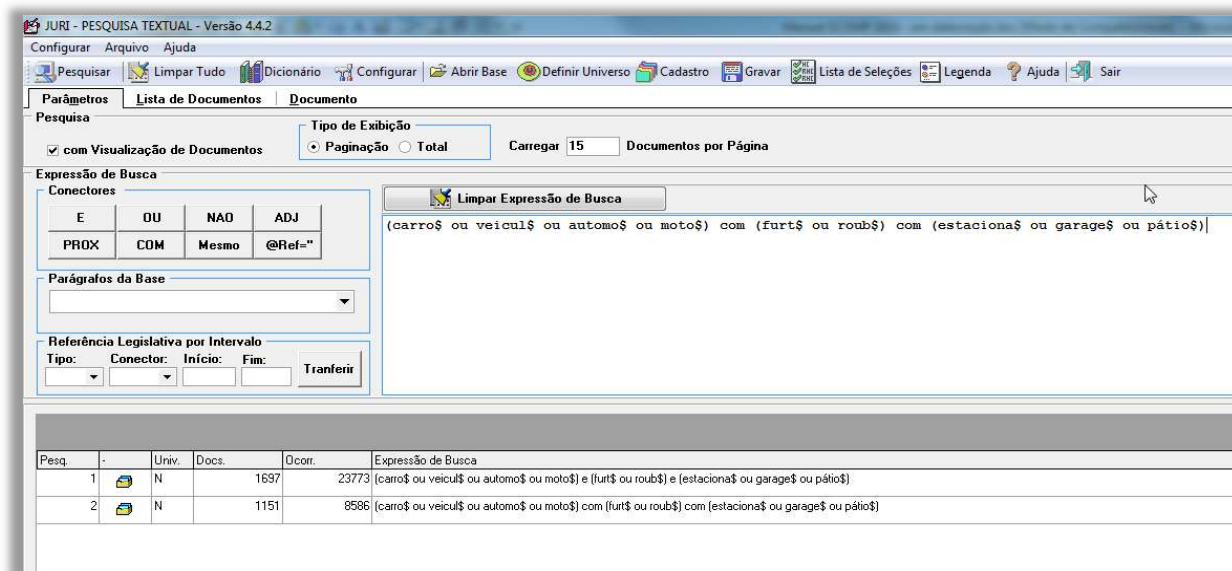 JURI - PESQUISA TEXTUAL - Versão 4.4.2
Configurar Arquivo Ajuda
Pesquisar Limpar Tudo Dicionário Configurar Abrir Base Definir Universo Cadastro Gravar Lista de Seleções Legenda Ajuda Sair
Parâmetros Lista de Documentos Documento
Pesquisa
com Visualização de Documentos
Tipo de Exibição
Paginação Total
Carregar 15 Documentos por Página
Expressão de Busca
Conectores
E OU NAO ADJ
PROX COM Mesmo @Ref="
Limpar Expressão de Busca
(carro$ ou veicul$ ou automo$ ou moto$) com (furt$ ou roub$) com (estaciona$ ou garage$ ou pátio$)
Parágrafos da Base
Referência Legislativa por Intervalo
Tipo: Conector: Início: Fim:
Tranferir
Pesq. - Univ. Docs. Ocorr. Expressão de Busca
1 N 1697 23773 (carro$ ou veicul$ ou automo$ ou moto$) e (furt$ ou roub$) e (estaciona$ ou garage$ ou pátio$)
2 N 1151 8586 (carro$ ou veicul$ ou automo$ ou moto$) com (furt$ ou roub$) com (estaciona$ ou garage$ ou pátio$)